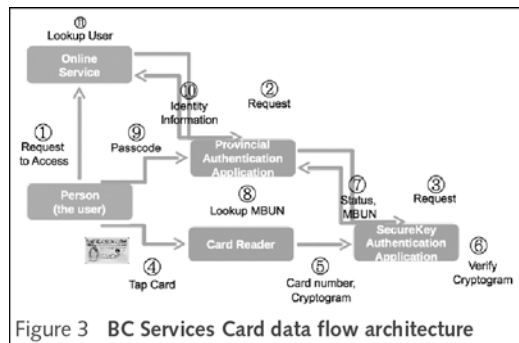 ⑪
Lookup User
Online
Service
⑩
Identity
Information
②
Request
①
Request
to Access
⑨
Passcode
Provincial
Authentication
Application
⑧
Lookup MBUN
⑦
Status,
MBUN
③
Request
Person
(the user)
Card Reader
SecureKey
Authentication
Application
④
Tap Card
⑤
Card number,
Cryptogram
⑥
Verify
Cryptogram
Figure 3 BC Services Card data flow architecture